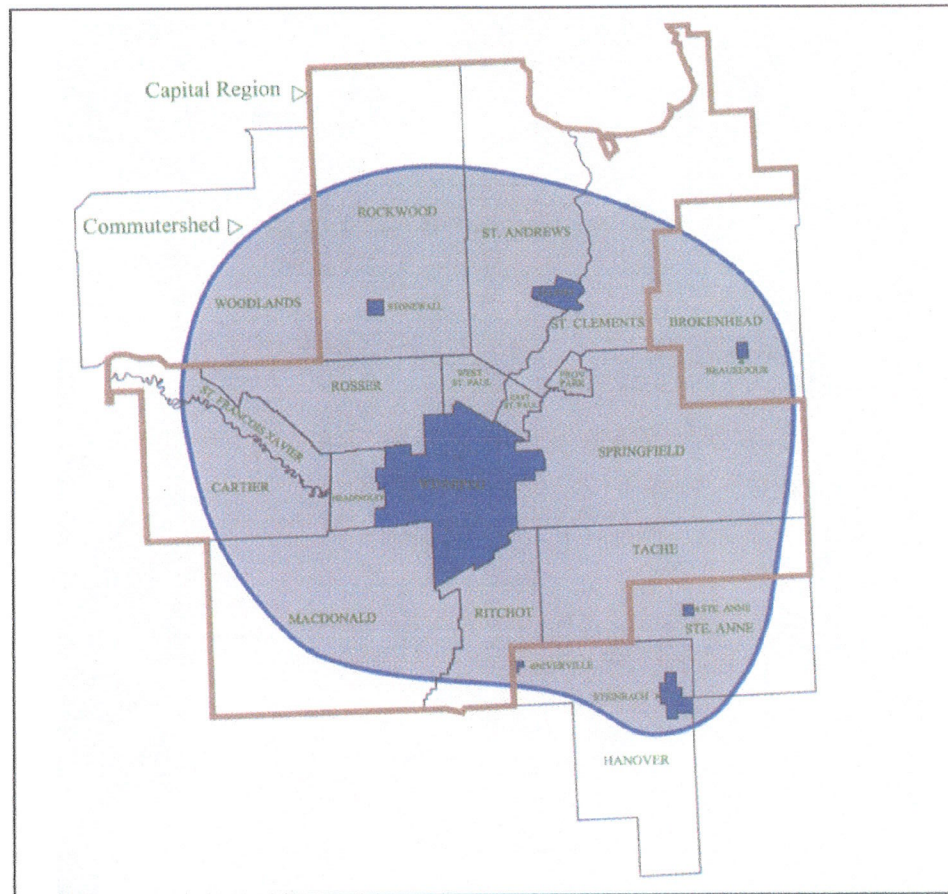 Capital Region
Commutershed
ROCKWOOD
ST. ANDREWS
WOODLANDS
STONEWALL
ST. CLEMENTS
BROKENHEAD
BEAUSEJOUR
ROSSER
WEST
ST. PAUL
PROV
PARK
EAST
ST. PAUL
ST. FRANCOIS XAVIER
SPRINGFIELD
CARTIER
HEADINGLEY
WINNIPEG
TACHE
MACDONALD
RITCHOT
STE. ANNE
STE. ANNE
NIVERVILLE
STEINBACH
HANOVER